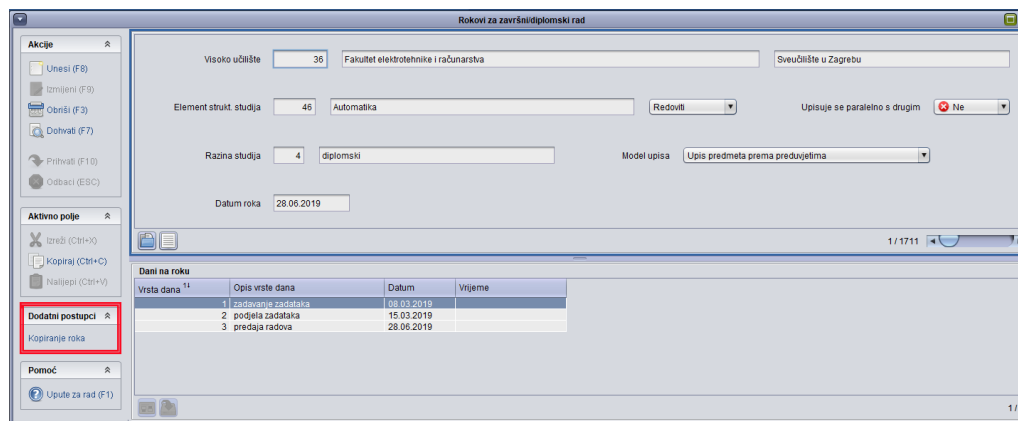 Rokovi za završni/diplomski rad
Akcije
Unesi (F8)
Izmijeni (F9)
Obriši (F3)
Dohvati (F7)
Prihvati (F10)
Odbaci (ESC)
Aktivno polje
Izreži (Ctrl+X)
Kopiraj (Ctrl+C)
Nalijepi (Ctrl+V)
Dodatni postupci
Kopiranje roka
Pomoć
Upute za rad (F1)
Visoko učilište 36 Fakultet elektrotehnike i računarstva Sveučilište u Zagrebu
Element strukt. studija 46 Automatika Redoviti Upisuje se paralelno s drugim Ne
Razina studija 4 diplomski Model upisa Upis predmeta prema preduvjetima
Datum roka 28.06.2019
1 / 1711
Dani na roku
Vrsta dana Opis vrste dana Datum Vrijeme
1 zadavanje zadataka 08.03.2019
2 podjela zadataka 15.03.2019
3 predaja radova 28.06.2019
1 /